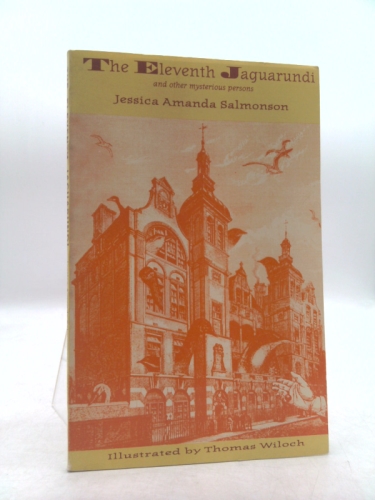 The Eleventh Jaguarundi
and other mysterious persons
Jessica Amanda Salmonson
Illustrated by Thomas Wiloch